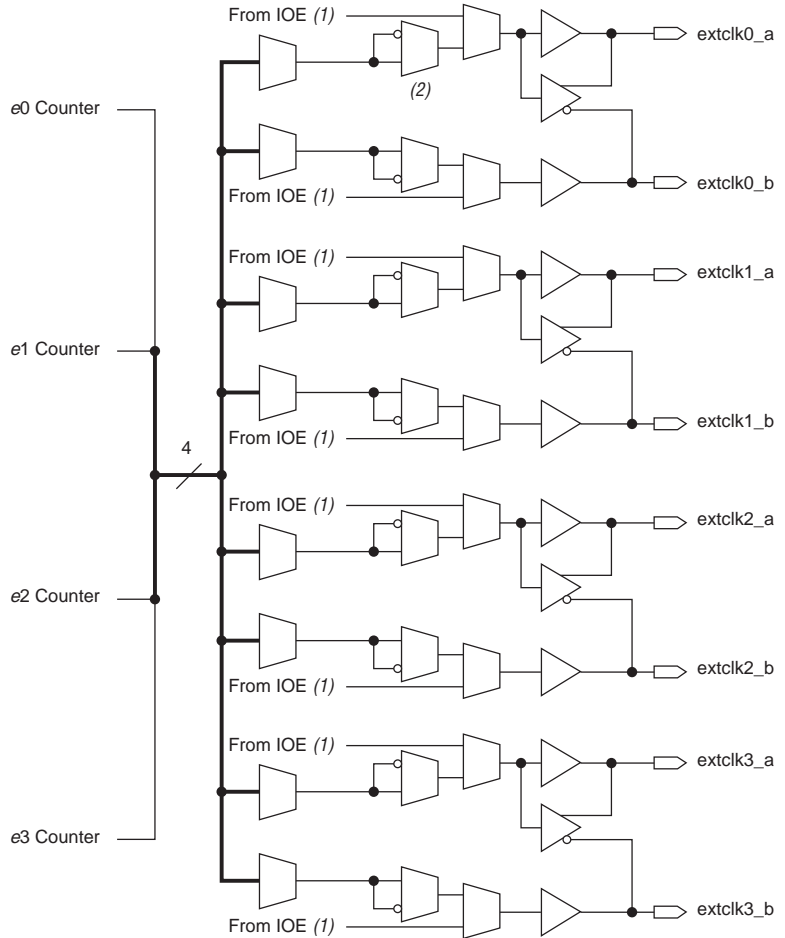 From IOE (1)
extclk0_a
(2)
e0 Counter
extclk0_b
From IOE (1)
From IOE (1)
extclk1_a
e1 Counter
extclk1_b
From IOE (1)
4
From IOE (1)
extclk2_a
e2 Counter
extclk2_b
From IOE (1)
From IOE (1)
extclk3_a
e3 Counter
extclk3_b
From IOE (1)